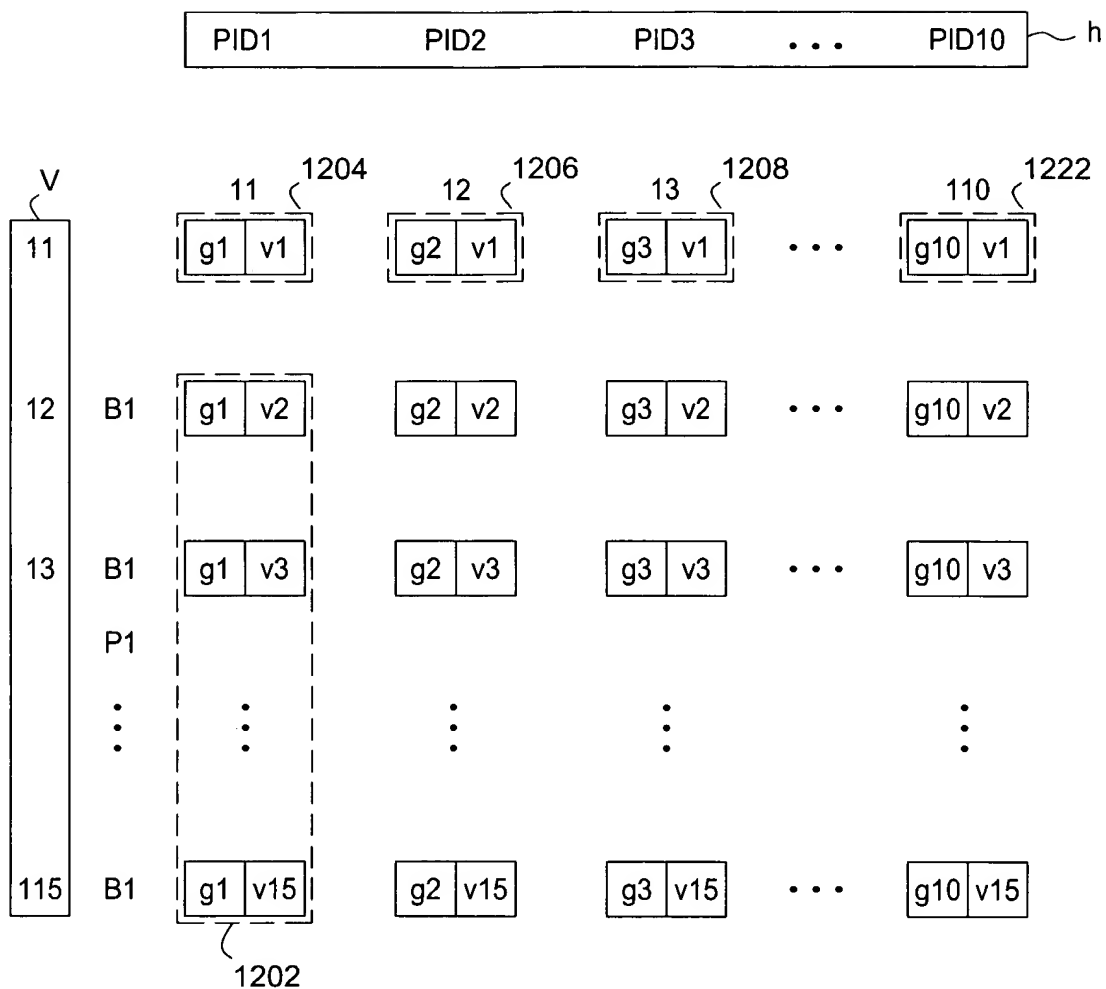 PID1 PID2 PID3 • • • PID10 h
V 1204 1206 1208 1222
11 12 13 110
11 g1 v1 g2 v1 g3 v1 • • • g10 v1
12 B1 g1 v2 g2 v2 g3 v2 • • • g10 v2
13 B1 g1 v3 g2 v3 g3 v3 • • • g10 v3
P1
115 B1 g1 v15 g2 v15 g3 v15 • • • g10 v15
1202